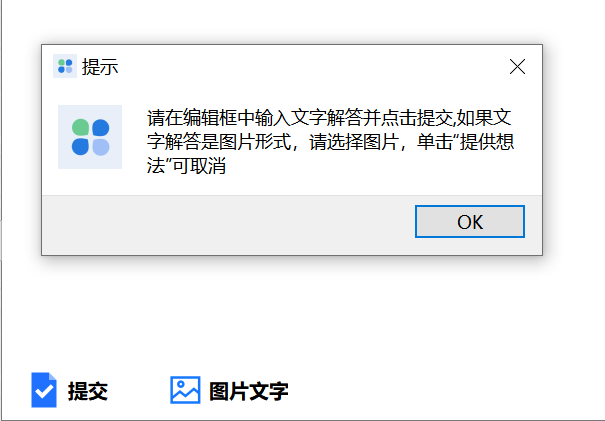 提示
请在编辑框中输入文字解答并点击提交,如果文
字解答是图片形式，请选择图片，单击"提供想
法"可取消
OK
提交
图片文字